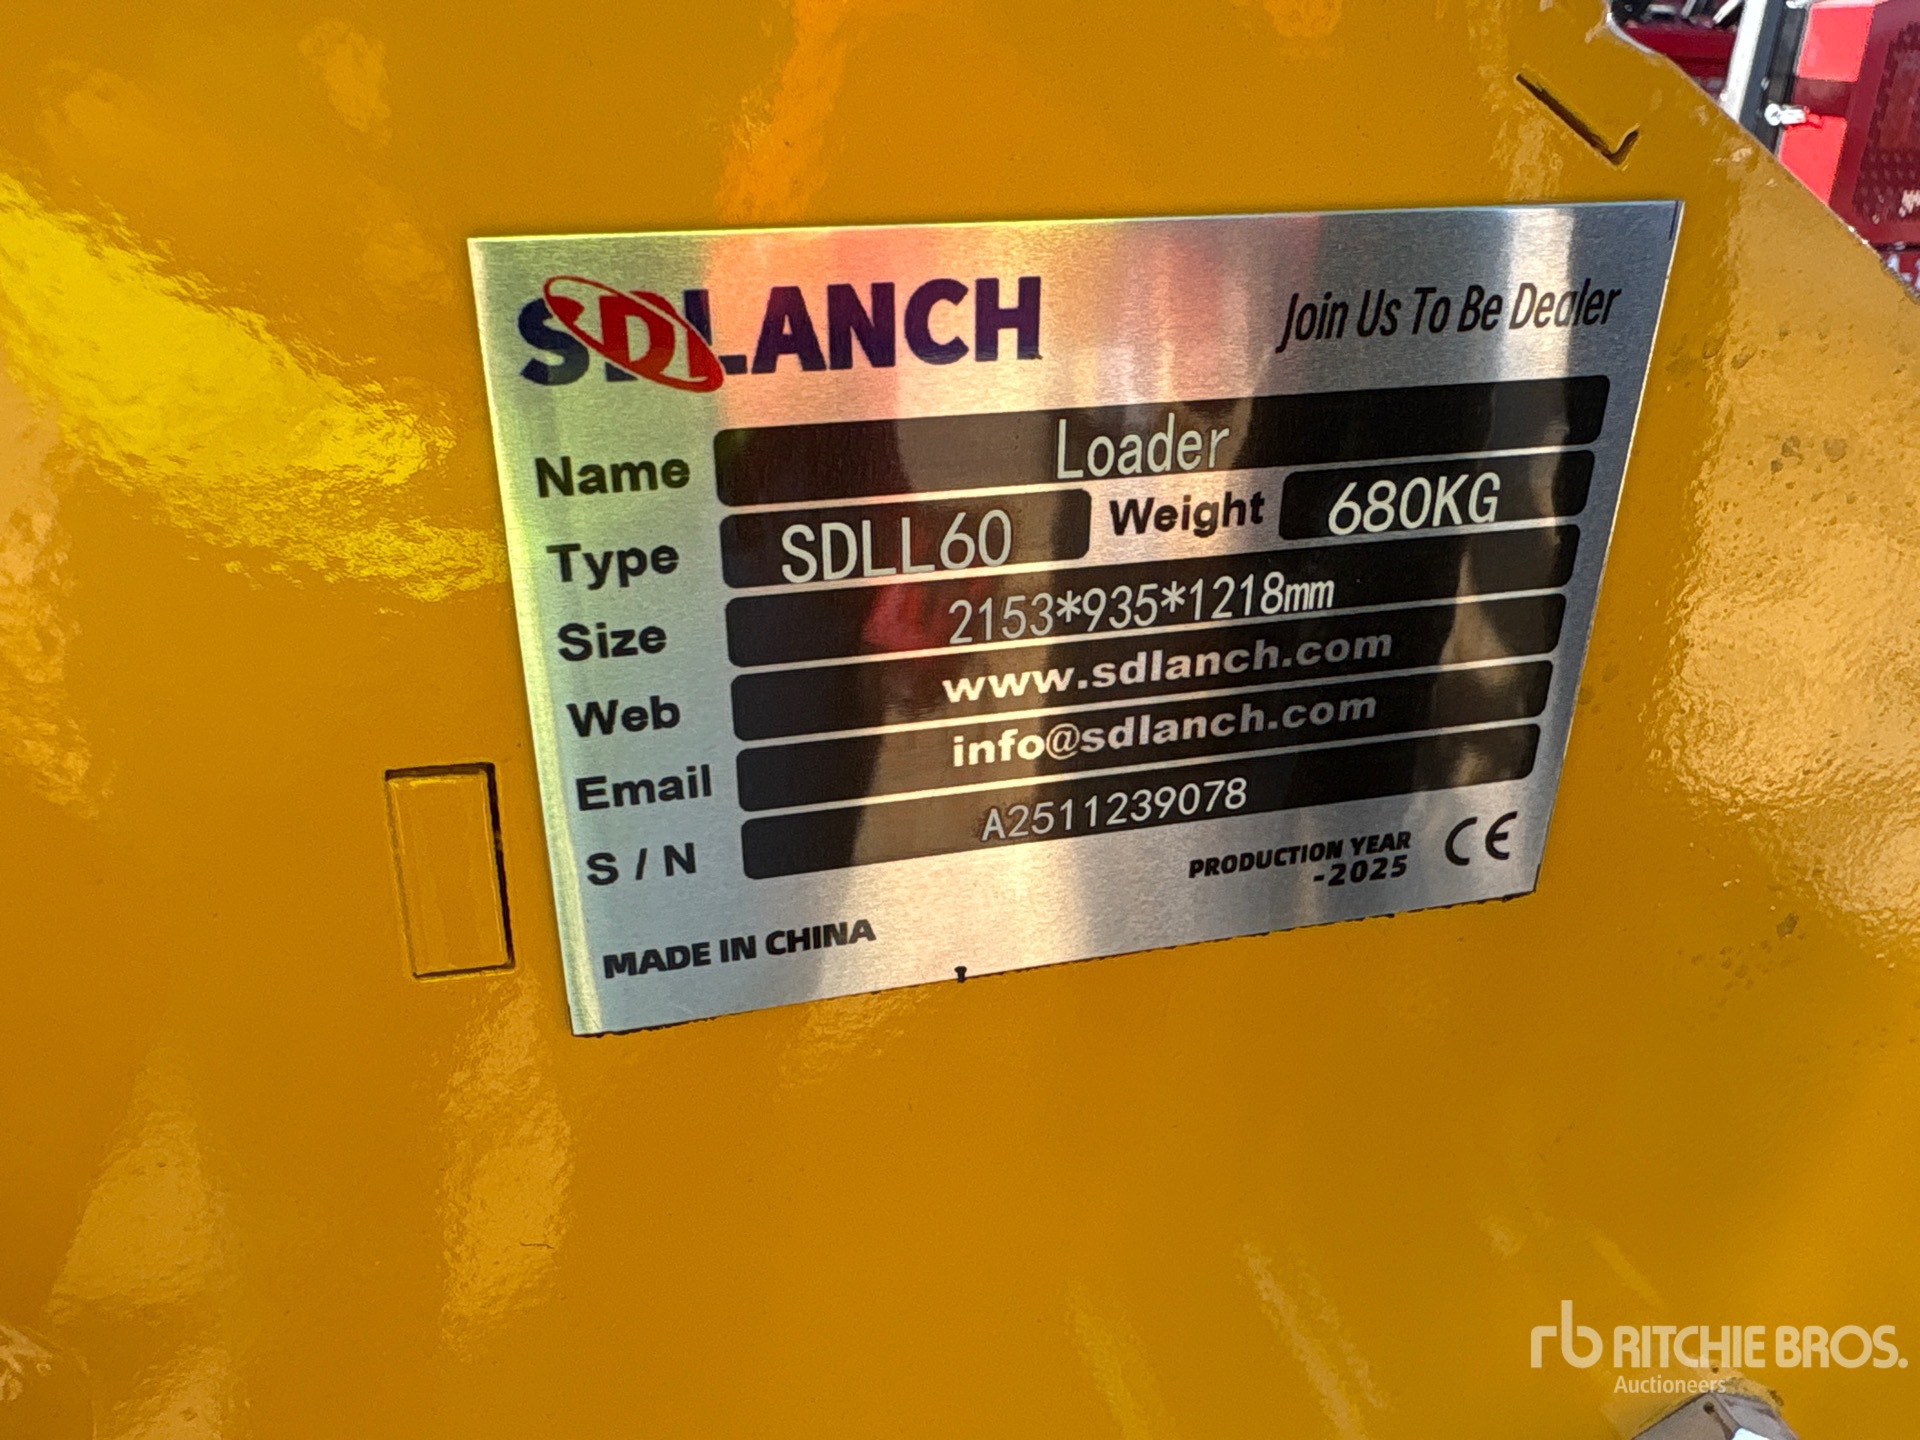 SDLANCH
Join Us To Be Dealer
Name Loader
Type SDLL60 Weight 680KG
Size 2153*935*1218mm
Web www.sdlanch.com
Email info@sdlanch.com
S/N A2511239078
PRODUCTION YEAR
-2025
CE
MADE IN CHINA
rb RITCHIE BROS.
Auctioneers